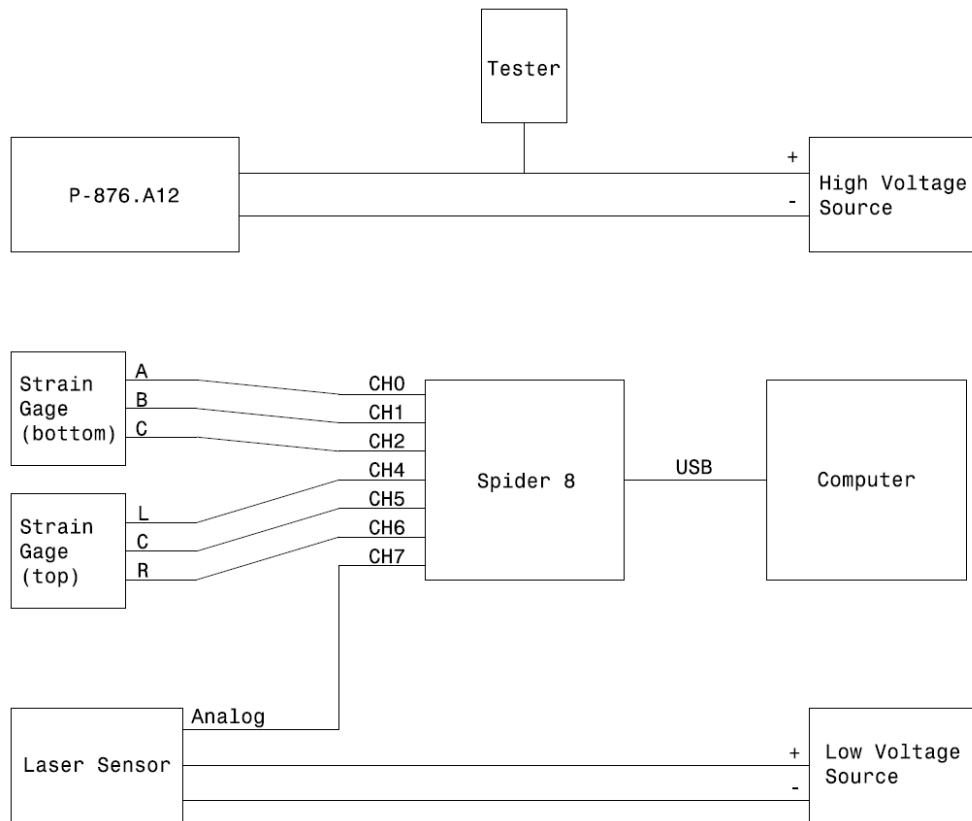 Tester
P-876.A12
+
-
High Voltage
Source
Strain
Gage
(bottom)
A
B
C
CH0
CH1
CH2
CH4
CH5
CH6
CH7
Spider 8
USB
Computer
Strain
Gage
(top)
L
C
R
Laser Sensor
Analog
+
-
Low Voltage
Source